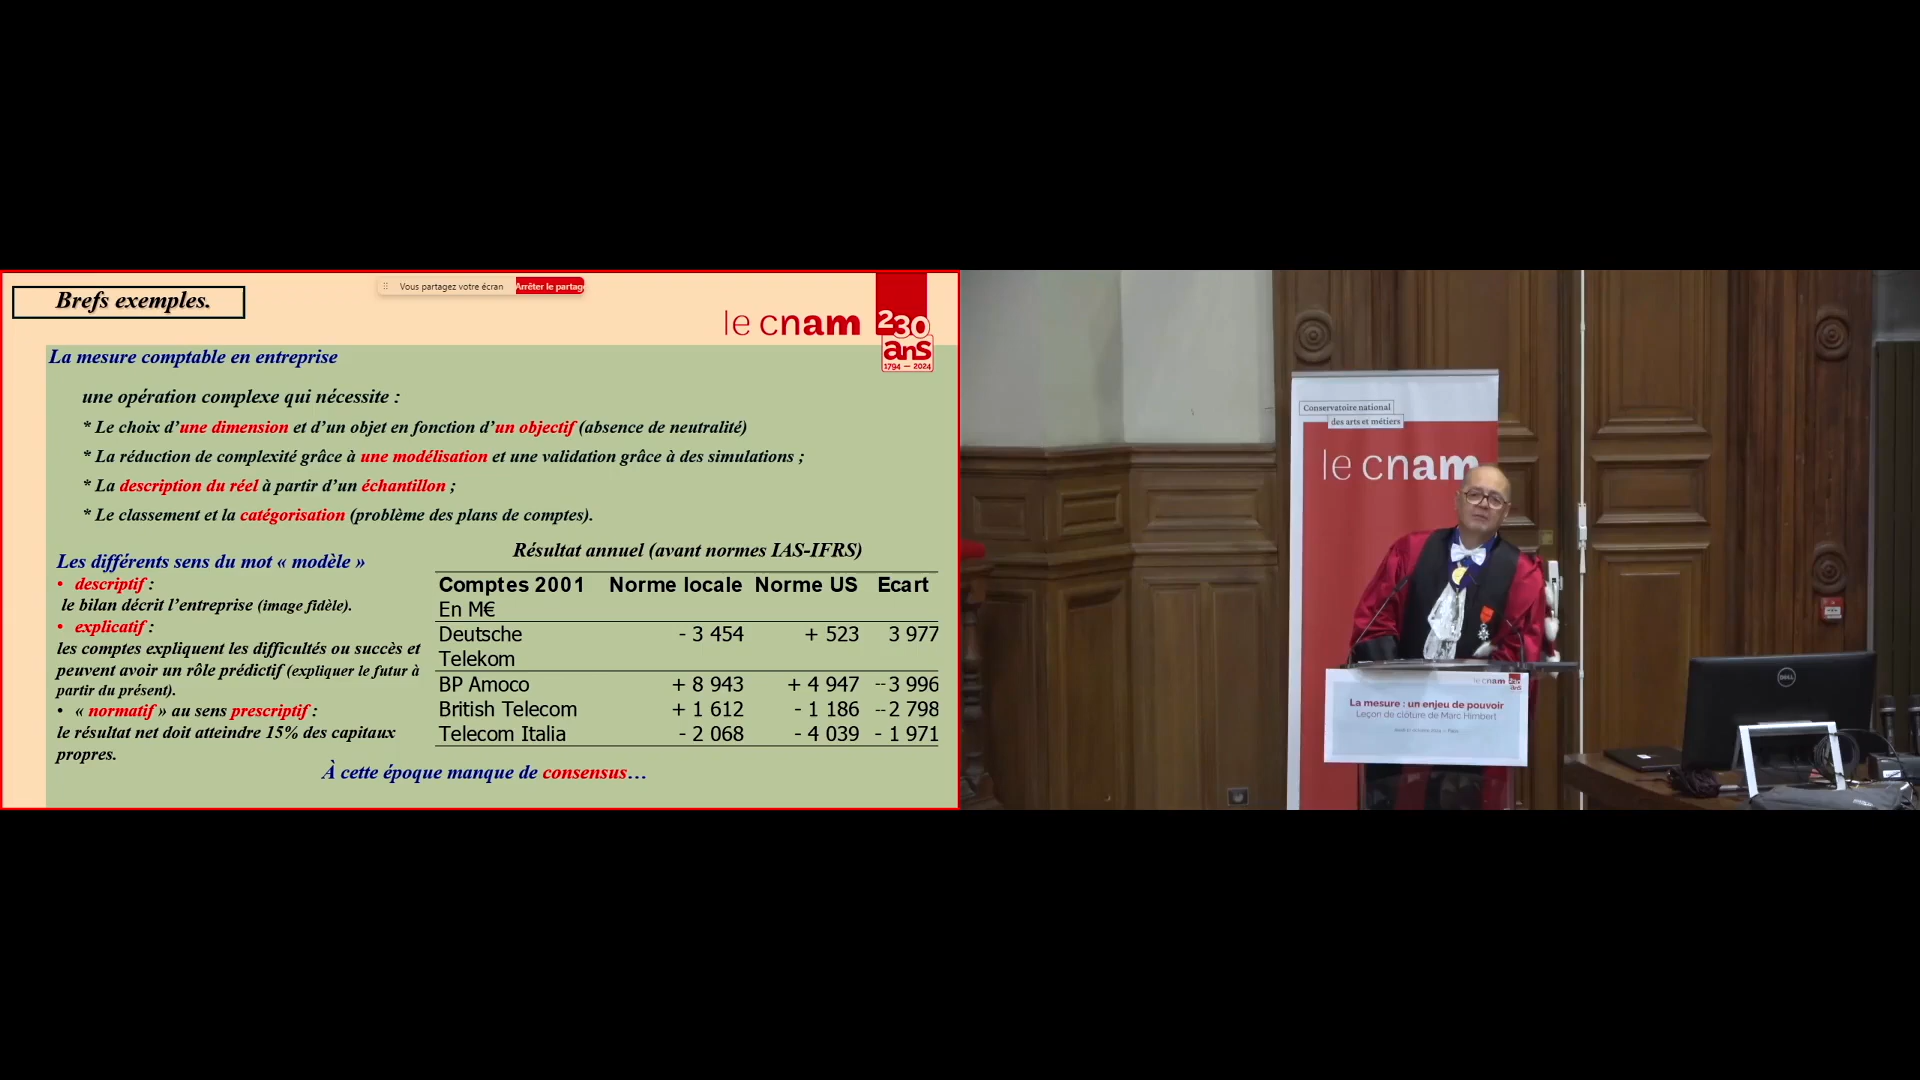 Brefs exemples.
Vous partagez votre écran
Arrêter le partag
le cnam
230
ans
1794 — 2024
La mesure comptable en entreprise
une opération complexe qui nécessite :
* Le choix d’une dimension et d’un objet en fonction d’un objectif (absence de neutralité)
* La réduction de complexité grâce à une modélisation et une validation grâce à des simulations ;
* La description du réel à partir d’un échantillon ;
* Le classement et la catégorisation (problème des plans de comptes).
Les différents sens du mot « modèle »
• descriptif :
le bilan décrit l’entreprise (image fidèle).
• explicatif :
les comptes expliquent les difficultés ou succès et
peuvent avoir un rôle prédictif (expliquer le futur à
partir du présent).
• « normatif » au sens prescriptif :
le résultat net doit atteindre 15% des capitaux
propres.
Résultat annuel (avant normes IAS-IFRS)
Comptes 2001 Norme locale Norme US Ecart
En M€
Deutsche - 3 454 + 523 3 977
Telekom
BP Amoco + 8 943 + 4 947 --3 996
British Telecom + 1 612 - 1 186 --2 798
Telecom Italia - 2 068 - 4 039 - 1 971
À cette époque manque de consensus…
Conservatoire national
des arts et métiers
le cnam
le cnam
230
ans
La mesure : un enjeu de pouvoir
Leçon de clôture de Marc Himbert
DELL